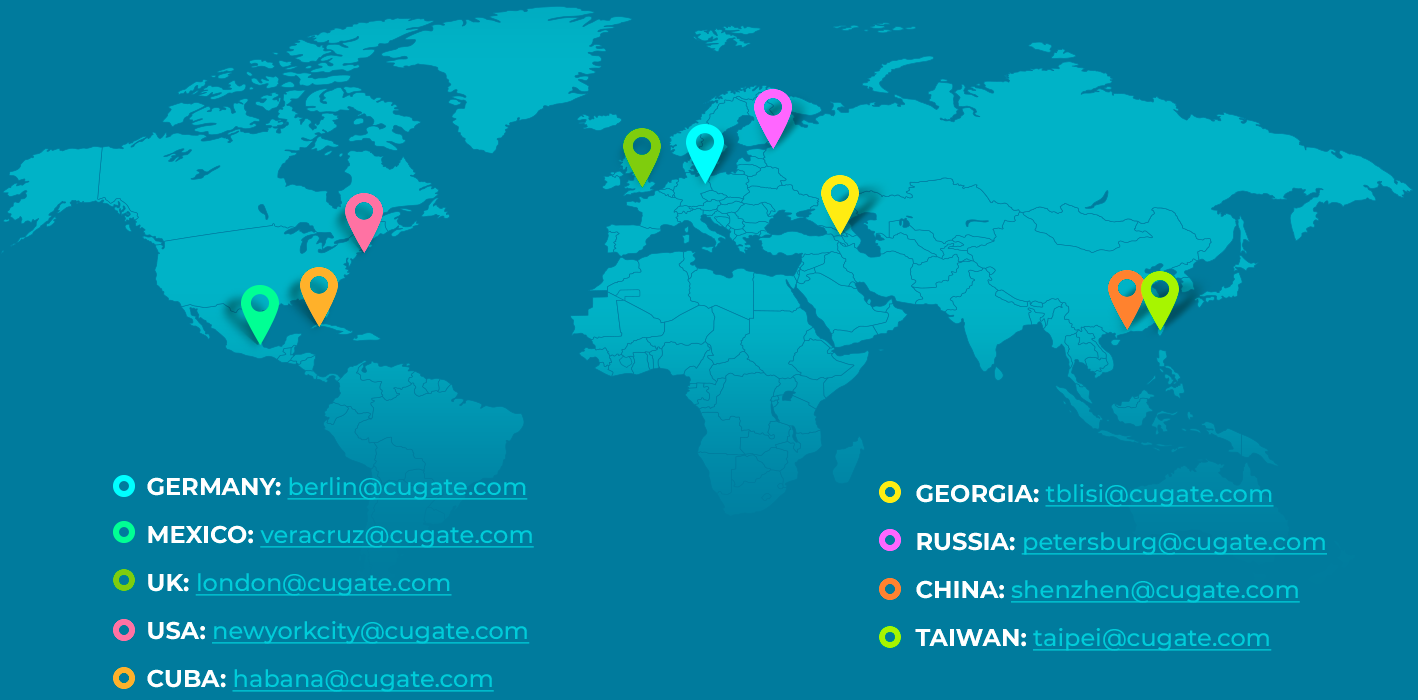 GERMANY: berlin@cugate.com
MEXICO: veracruz@cugate.com
UK: london@cugate.com
USA: newyorkcity@cugate.com
CUBA: habana@cugate.com
GEORGIA: tblisi@cugate.com
RUSSIA: petersburg@cugate.com
CHINA: shenzhen@cugate.com
TAIWAN: taipei@cugate.com